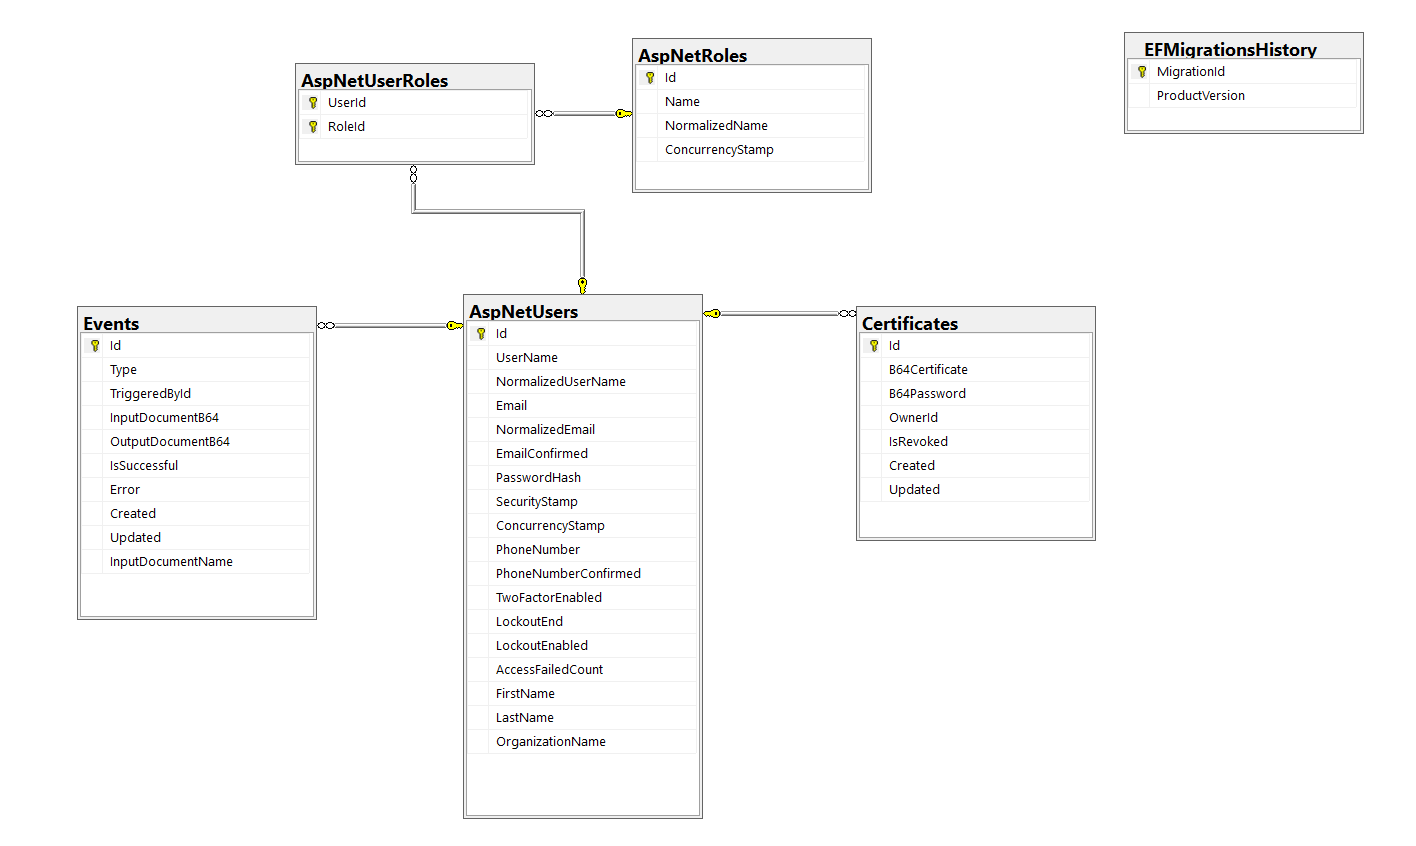 AspNetUserRoles
UserId
RoleId
AspNetRoles
Id
Name
NormalizedName
ConcurrencyStamp
EFMigrationsHistory
MigrationId
ProductVersion
Events
Id
Type
TriggeredById
InputDocumentB64
OutputDocumentB64
IsSuccessful
Error
Created
Updated
InputDocumentName
AspNetUsers
Id
UserName
NormalizedUserName
Email
NormalizedEmail
EmailConfirmed
PasswordHash
SecurityStamp
ConcurrencyStamp
PhoneNumber
PhoneNumberConfirmed
TwoFactorEnabled
LockoutEnd
LockoutEnabled
AccessFailedCount
FirstName
LastName
OrganizationName
Certificates
Id
B64Certificate
B64Password
OwnerId
IsRevoked
Created
Updated